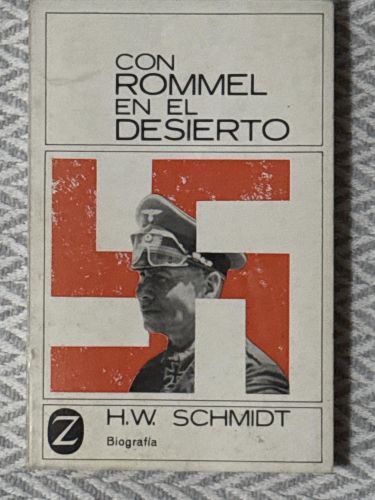 CON
ROMMEL
EN EL
DESIERTO
Z
H.W. SCHMIDT
Biografía